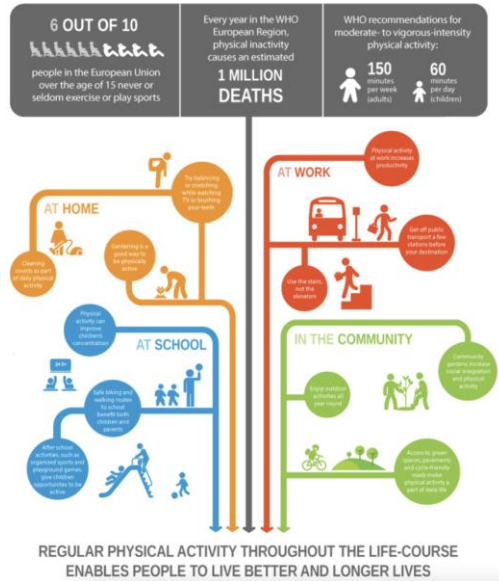 6 OUT OF 10
people in the European Union
over the age of 15 never or
seldom exercise or play sports
Every year in the WHO
European Region,
physical inactivity
causes an estimated
1 MILLION
DEATHS
WHO recommendations for
moderate- to vigorous-intensity
physical activity:
150
minutes
per week
(adults)
60
minutes
per day
(children)
AT HOME
Try balancing
or stretching
while watching
TV or brushing
your teeth
Cleaning
counts as part
of daily physical
activity
Gardening is a
good way to
be physically
active
AT WORK
Physical activity
at work increases
productivity
Get off public
transport a few
stations before
your destination
Use the stairs,
not the
elevators
AT SCHOOL
Physical
activity can
improve
children's
concentration
Safe biking and
walking routes
to school
benefit both
children and
parents
After school
activities, such as
organized sports and
playground games,
give children
opportunities to be
active
IN THE COMMUNITY
Community
gardens increase
social integration
and physical
activity
Enjoy outdoor
activities all
year round
Access to green
spaces, pavements
and cycle-friendly
roads make
physical activity a
part of daily life
REGULAR PHYSICAL ACTIVITY THROUGHOUT THE LIFE-COURSE
ENABLES PEOPLE TO LIVE BETTER AND LONGER LIVES